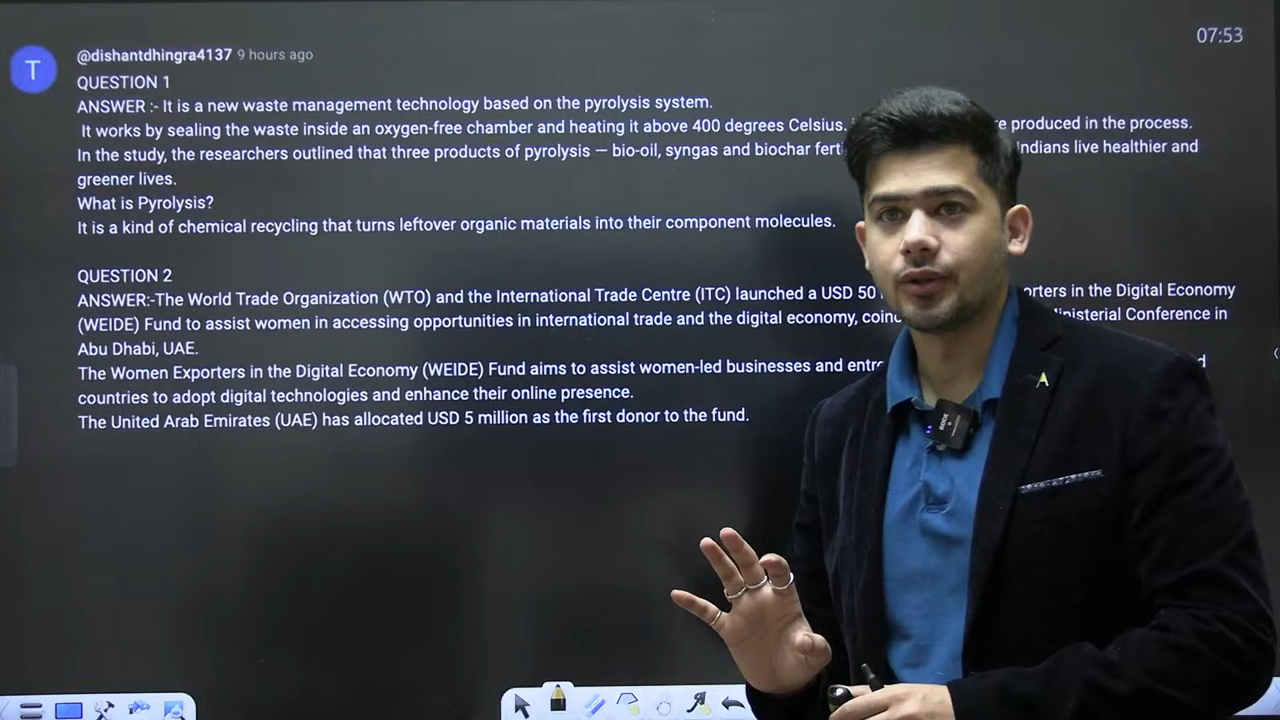 07:53
T
@dishantdhingra4137 9 hours ago
QUESTION 1
ANSWER :- It is a new waste management technology based on the pyrolysis system.
It works by sealing the waste inside an oxygen-free chamber and heating it above 400 degrees Celsius. produced in the process.
In the study, the researchers outlined that three products of pyrolysis — bio-oil, syngas and biochar Indians live healthier and
greener lives.
What is Pyrolysis?
It is a kind of chemical recycling that turns leftover organic materials into their component molecules.
QUESTION 2
ANSWER:-The World Trade Organization (WTO) and the International Trade Centre (ITC) launched a USD 50 in the Digital Economy
(WEIDE) Fund to assist women in accessing opportunities in international trade and the digital economy, Conference in
Abu Dhabi, UAE.
The Women Exporters in the Digital Economy (WEIDE) Fund aims to assist women-led businesses and
countries to adopt digital technologies and enhance their online presence.
The United Arab Emirates (UAE) has allocated USD 5 million as the first donor to the fund.